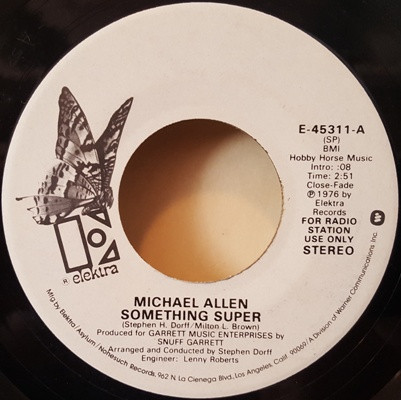 E-45311-A
(SP)
BMI
Hobby Horse Music
Intro: :08
Time: 2:51
Close-Fade
Ⓟ 1976 by
Elektra
Records
FOR RADIO
STATION
USE ONLY
STEREO
® elektra
MICHAEL ALLEN
SOMETHING SUPER
(Stephen H. Dorff/Milton L. Brown)
Produced for GARRETT MUSIC ENTERPRISES by
SNUFF GARRETT
Arranged and Conducted by Stephen Dorff
Engineer: Lenny Roberts
Mfg by Elektra/Asylum/Nonesuch Records, 962 N. La Cienega Blvd., Los Angeles, Calif. 90069/A Division of Warner Communications Inc.